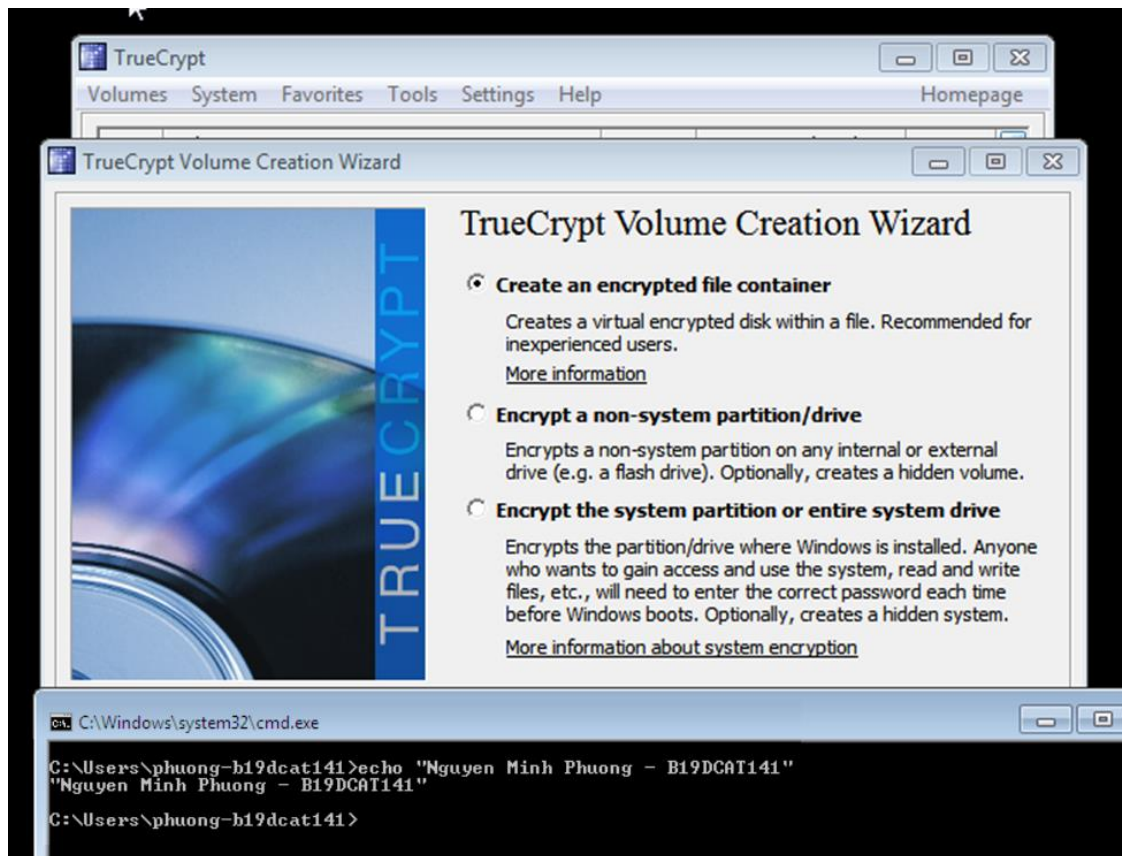 TrueCrypt
Volumes System Favorites Tools Settings Help Homepage
TrueCrypt Volume Creation Wizard
TRUECRYPT
TrueCrypt Volume Creation Wizard
Create an encrypted file container
Creates a virtual encrypted disk within a file. Recommended for
inexperienced users.
More information
Encrypt a non-system partition/drive
Encrypts a non-system partition on any internal or external
drive (e.g. a flash drive). Optionally, creates a hidden volume.
Encrypt the system partition or entire system drive
Encrypts the partition/drive where Windows is installed. Anyone
who wants to gain access and use the system, read and write
files, etc., will need to enter the correct password each time
before Windows boots. Optionally, creates a hidden system.
More information about system encryption
C:\Windows\system32\cmd.exe
C:\Users\phuong-b19dcat141>echo "Nguyen Minh Phuong - B19DCAT141"
"Nguyen Minh Phuong - B19DCAT141"
C:\Users\phuong-b19dcat141>